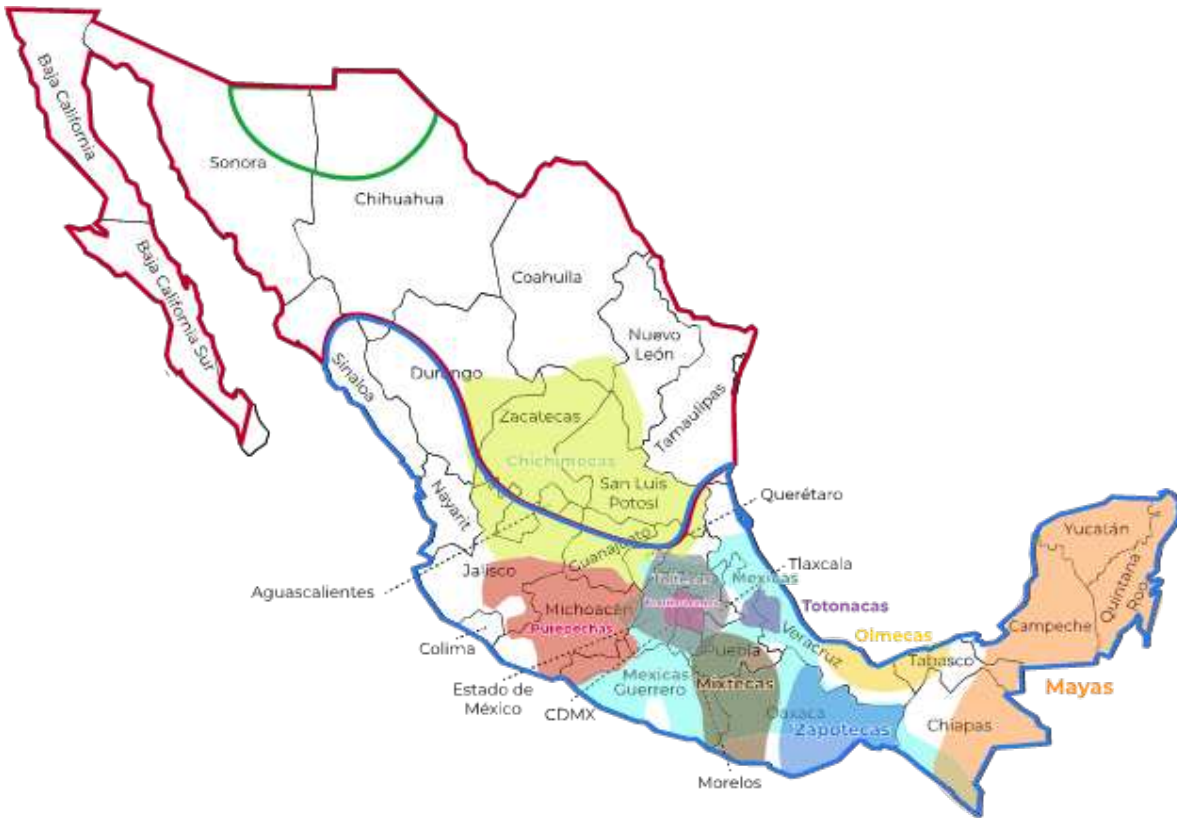 Baja California
Sonora
Chihuahua
Coahuila
Baja California Sur
Nuevo
León
Sinaloa
Durango
Tamaulipas
Zacatecas
Chichimecas
San Luis
Potosí
Querétaro
Nayarit
Yucatán
Guanajuato
Quintana
Roo
Jalisco
Toltecas
Mexicas
Tlaxcala
Aguascalientes
Michoacán
Purépechas
Totonacas
Campeche
Veracruz
Olmecas
Colima
Puebla
Tabasco
Estado de
México
Mexicas
Guerrero
Mixtecas
Mayas
CDMX
Oaxaca
Zapotecas
Chiapas
Morelos